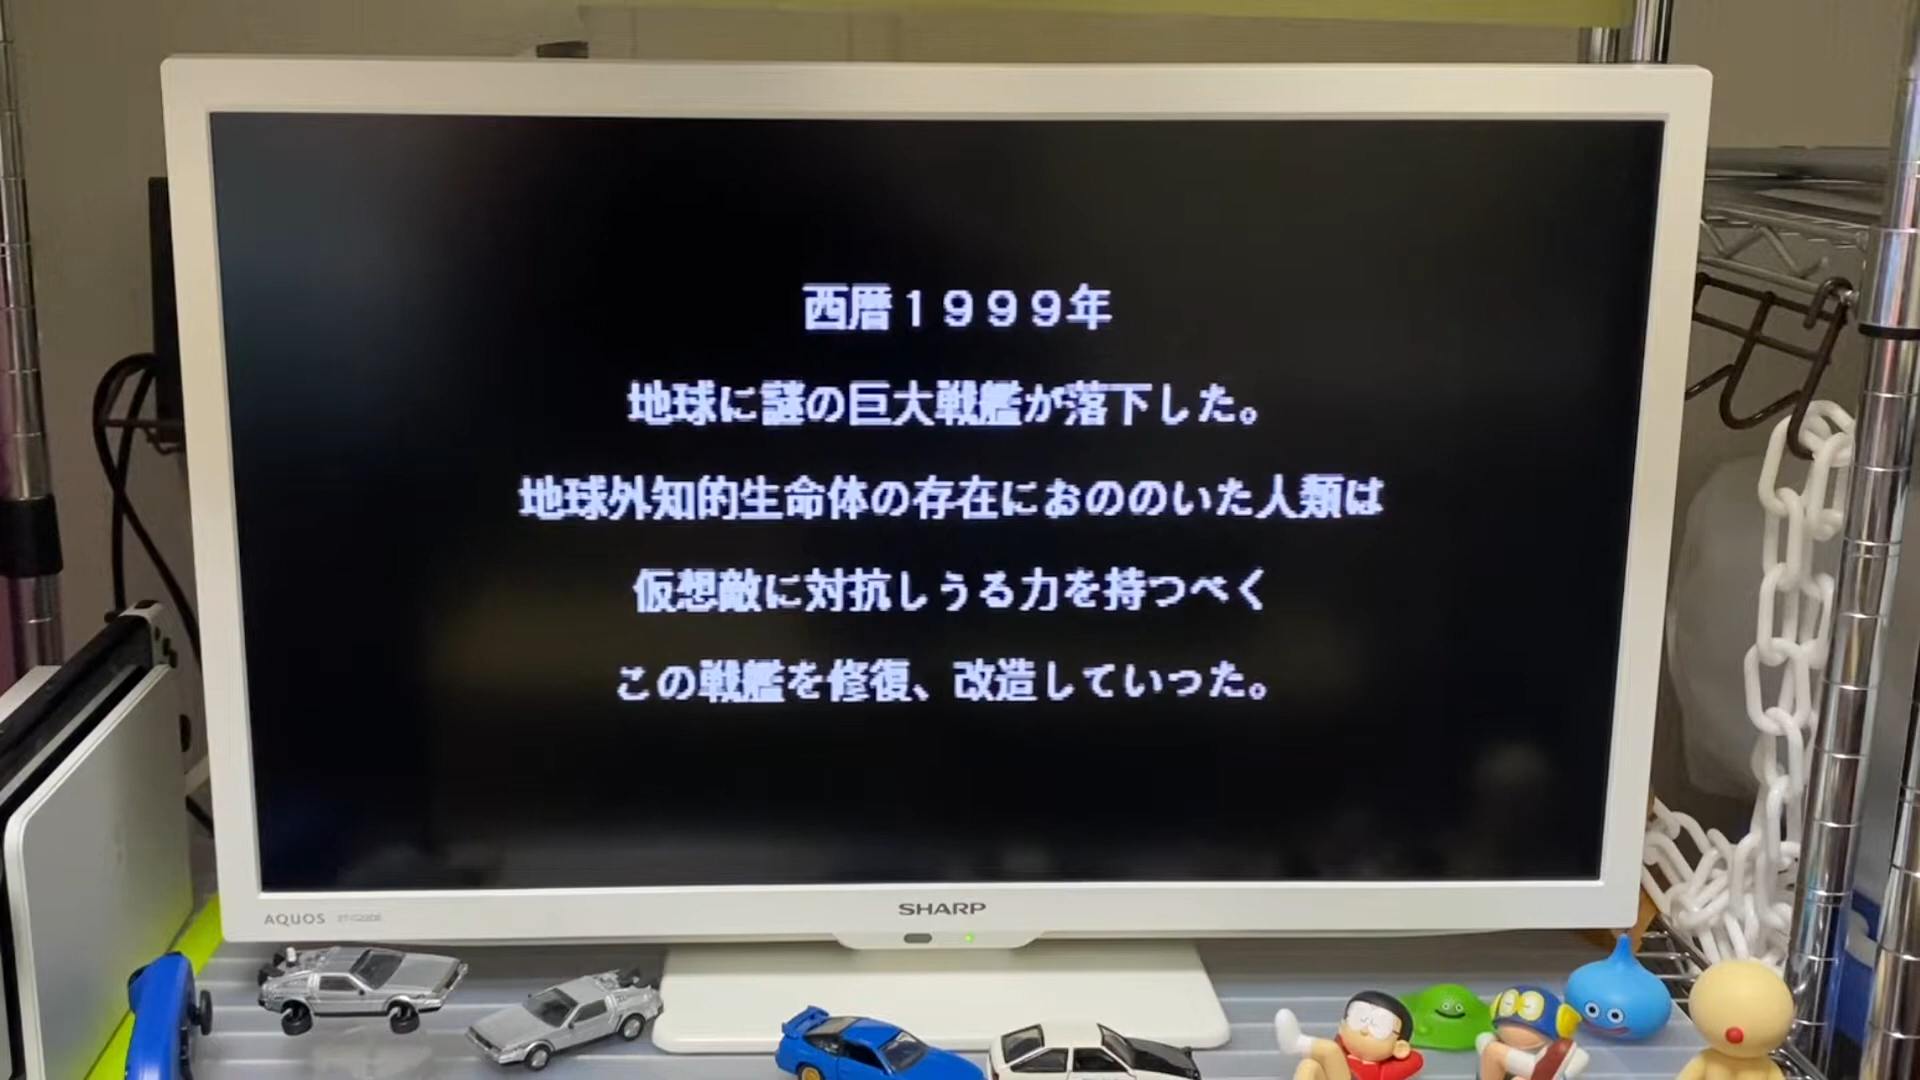 西暦１９９９年
地球に謎の巨大戦艦が落下した。
地球外知的生命体の存在におののいた人類は
仮想敵に対抗しうる力を持つべく
この戦艦を修復、改造していった。
AQUOS
SHARP